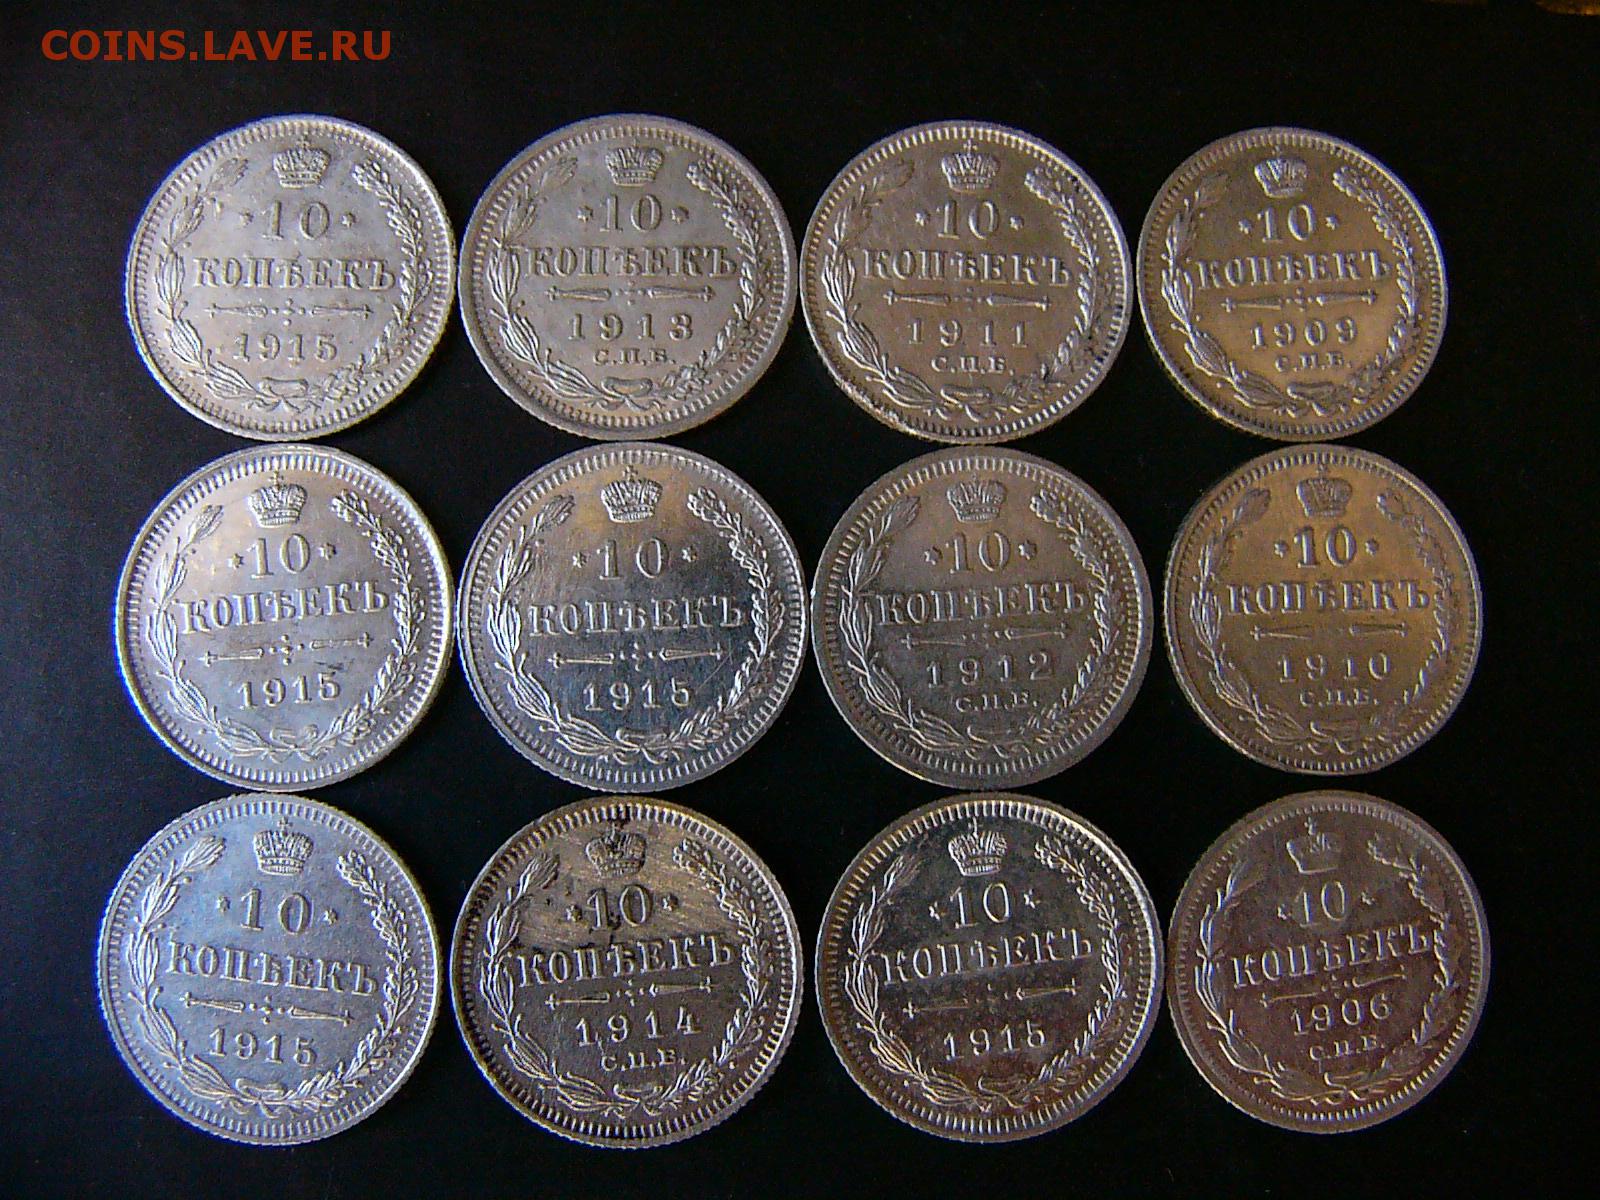 COINS.LAVE.RU
*10*
КОПѢЕКЪ
1915
*10*
КОПѢЕКЪ
1913
С.П.Б.
*10*
КОПѢЕКЪ
1911
С.П.Б.
*10*
КОПѢЕКЪ
1909
С.П.Б.
*10*
КОПѢЕКЪ
1915
*10*
КОПѢЕКЪ
1915
*10*
КОПѢЕКЪ
1912
С.П.Б.
*10*
КОПѢЕКЪ
1910
С.П.Б.
*10*
КОПѢЕКЪ
1915
*10*
КОПѢЕКЪ
1914
С.П.Б.
*10*
КОПѢЕКЪ
1915
*10*
КОПѢЕКЪ
1906
С.П.Б.